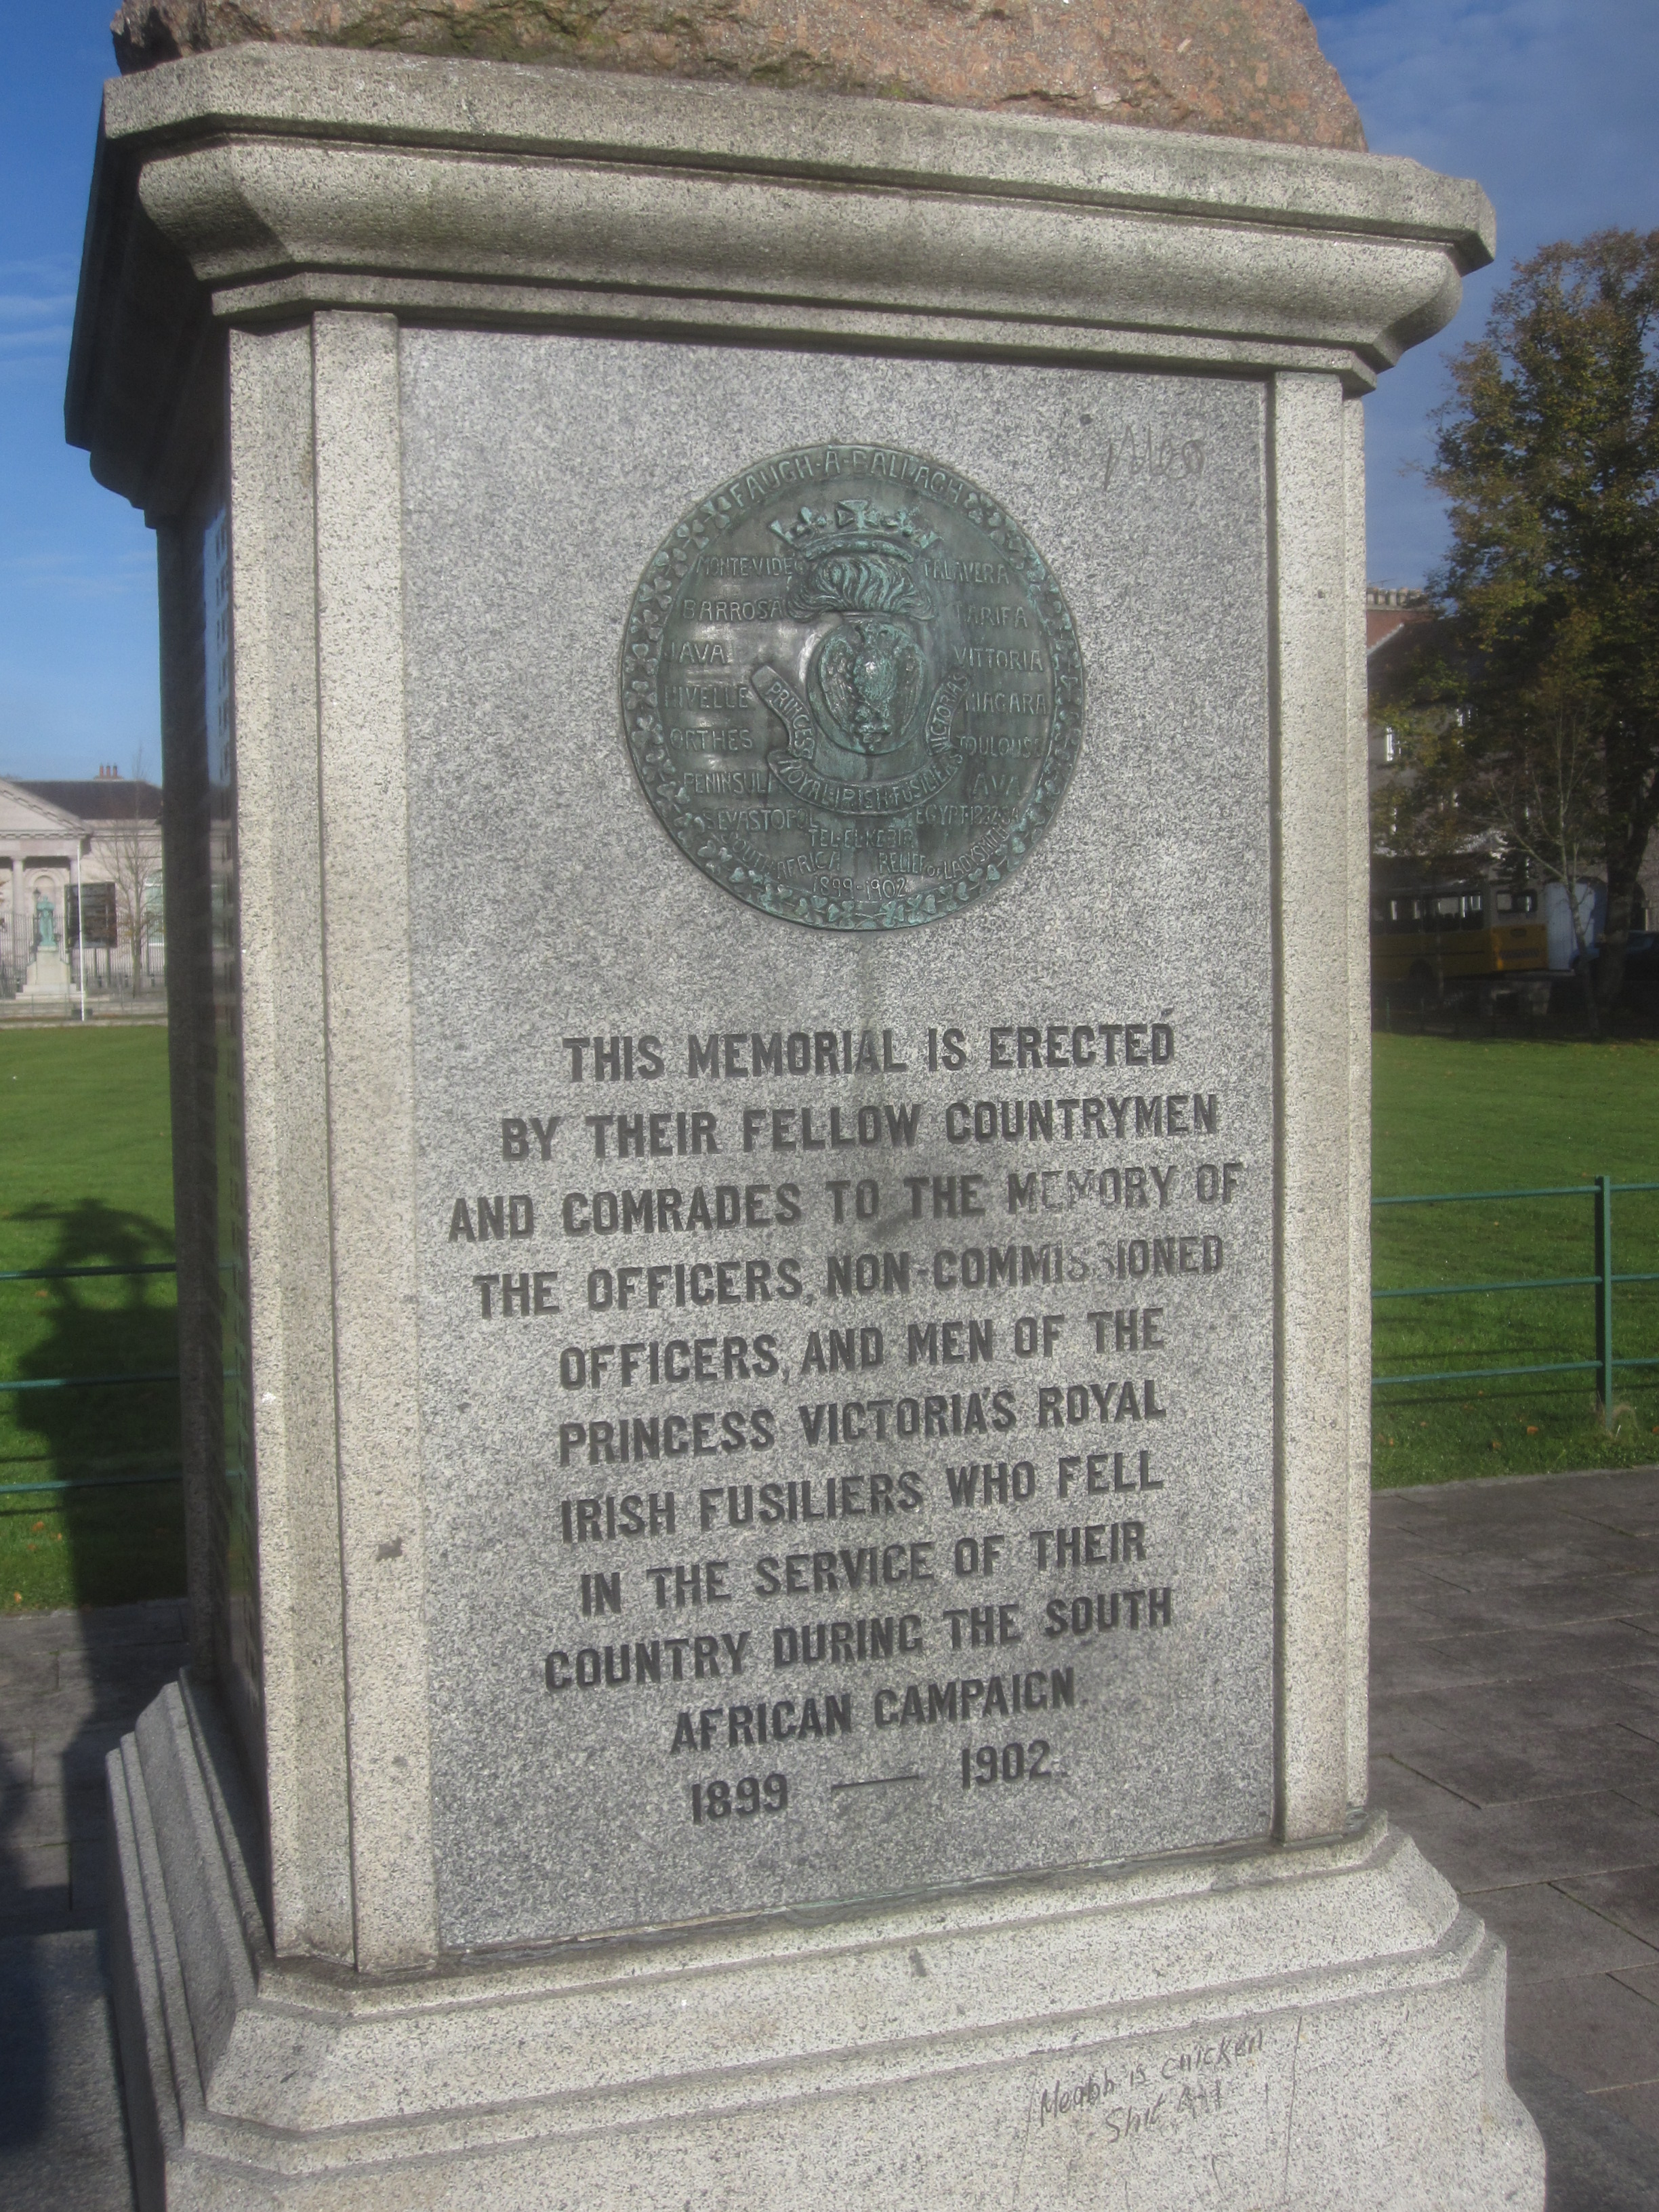 FAUGH-A-BALLAGH
MONTE-VIDEO TALAVERA
BARROSA TARIFA
JAVA VITTORIA
NIVELLE NIAGARA
ORTHES TOULOUSE
PENINSULA AVA
PRINCESS VICTORIA'S
ROYAL·IRISH·FUSILIERS
SEVASTOPOL EGYPT·1882·84
TEL·EL·KEBIR
SOUTH AFRICA RELIEF OF LADYSMITH
1899-1902
THIS MEMORIAL IS ERECTED
BY THEIR FELLOW COUNTRYMEN
AND COMRADES TO THE MEMORY OF
THE OFFICERS, NON-COMMISSIONED
OFFICERS, AND MEN OF THE
PRINCESS VICTORIA'S ROYAL
IRISH FUSILIERS WHO FELL
IN THE SERVICE OF THEIR
COUNTRY DURING THE SOUTH
AFRICAN CAMPAIGN
1899 — 1902.
Meabh is chicken
Shit